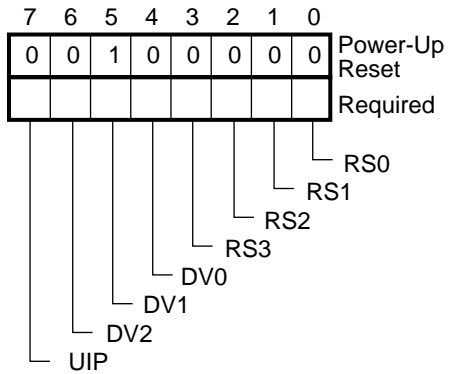 7 6 5 4 3 2 1 0
0 0 1 0 0 0 0 0 Power-Up
Reset
Required
RS0
RS1
RS2
RS3
DV0
DV1
DV2
UIP